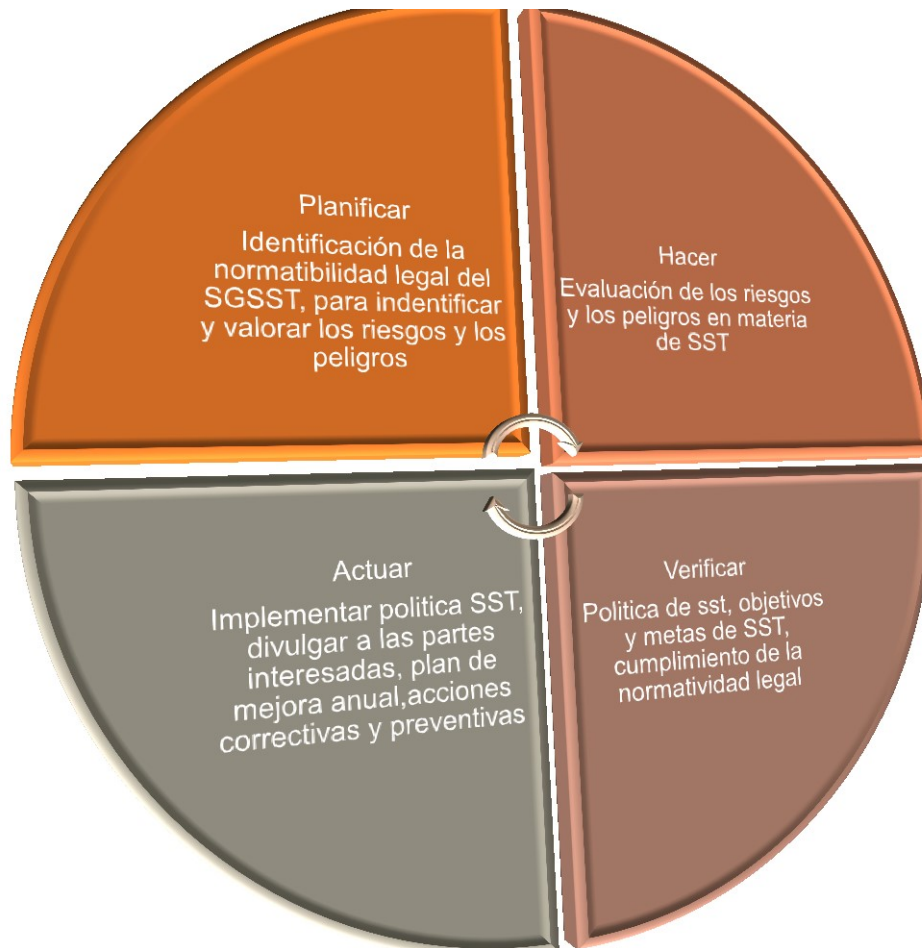 Planificar
Identificación de la
normatibilidad legal del
SGSST, para indentificar
y valorar los riesgos y los
peligros
Hacer
Evaluación de los riesgos
y los peligros en materia
de SST
Actuar
Implementar politica SST,
divulgar a las partes
interesadas, plan de
mejora anual,acciones
correctivas y preventivas
Verificar
Politica de sst, objetivos
y metas de SST,
cumplimiento de la
normatividad legal